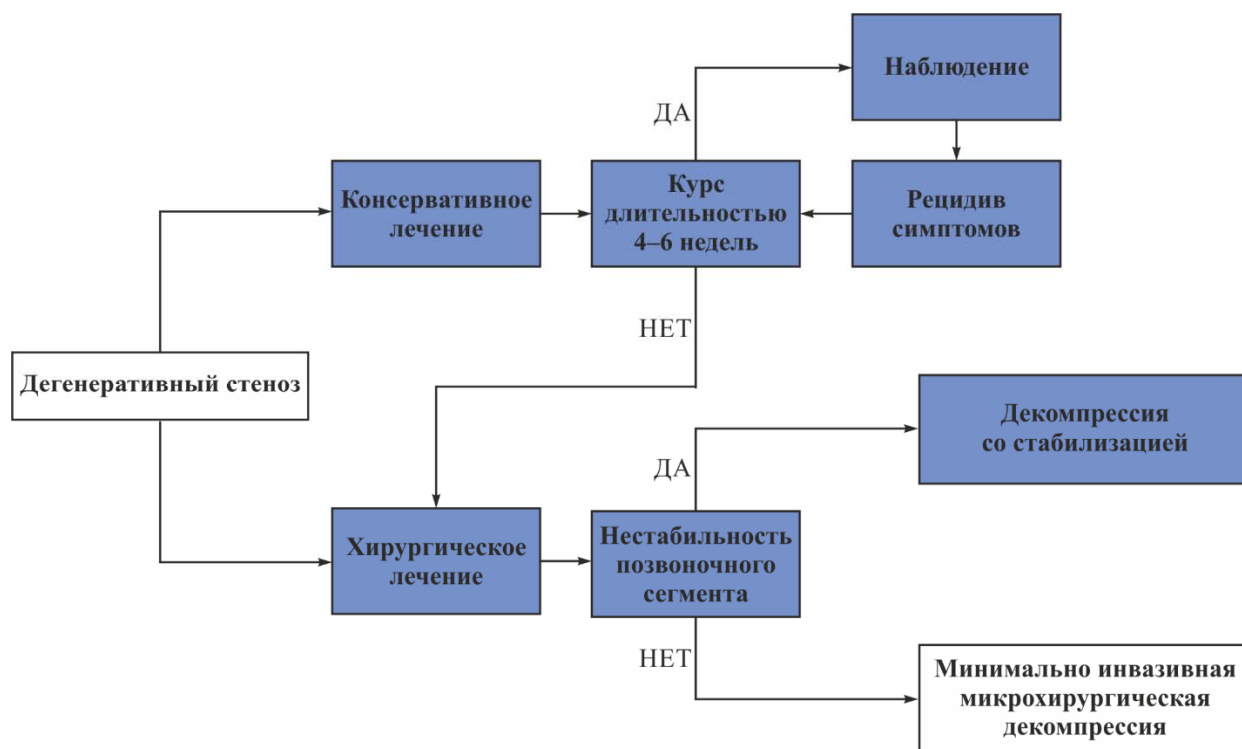 Наблюдение
ДА
Консервативное
лечение
Курс
длительностью
4–6 недель
Рецидив
симптомов
НЕТ
Дегенеративный стеноз
Декомпрессия
со стабилизацией
ДА
Хирургическое
лечение
Нестабильность
позвоночного
сегмента
НЕТ
Минимально инвазивная
микрохирургическая
декомпрессия